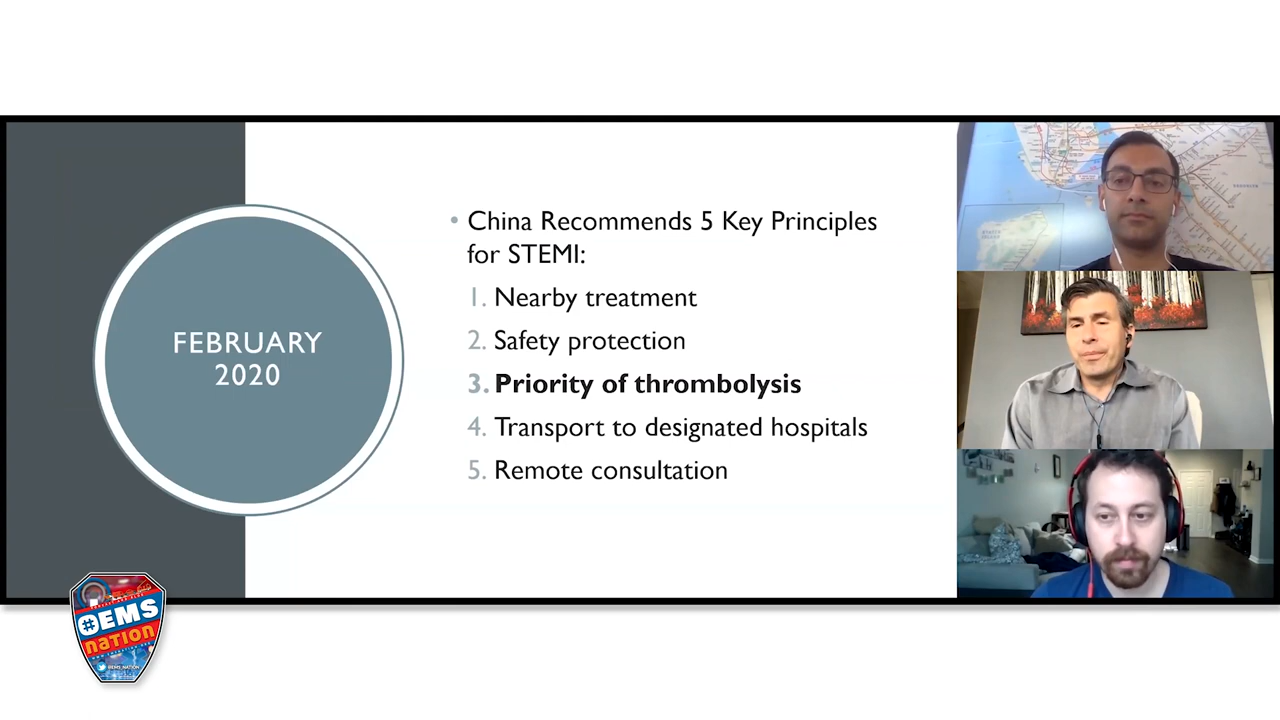 FEBRUARY
2020
• China Recommends 5 Key Principles
for STEMI:
1. Nearby treatment
2. Safety protection
3. Priority of thrombolysis
4. Transport to designated hospitals
5. Remote consultation
#EMS
nation
@EMS_NATION